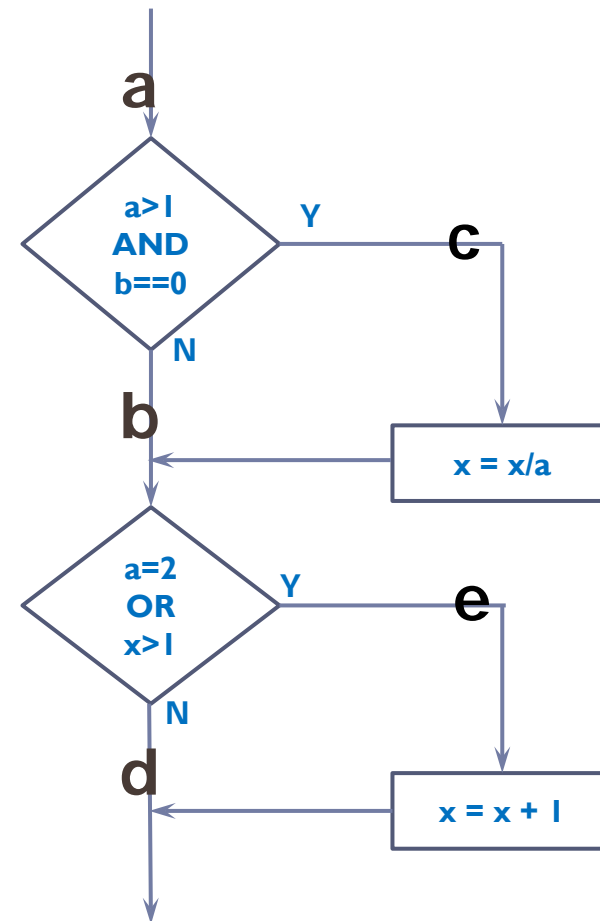 a
a>1
AND
b==0
Y
c
N
b
x = x/a
a=2
OR
x>1
Y
e
N
d
x = x + 1